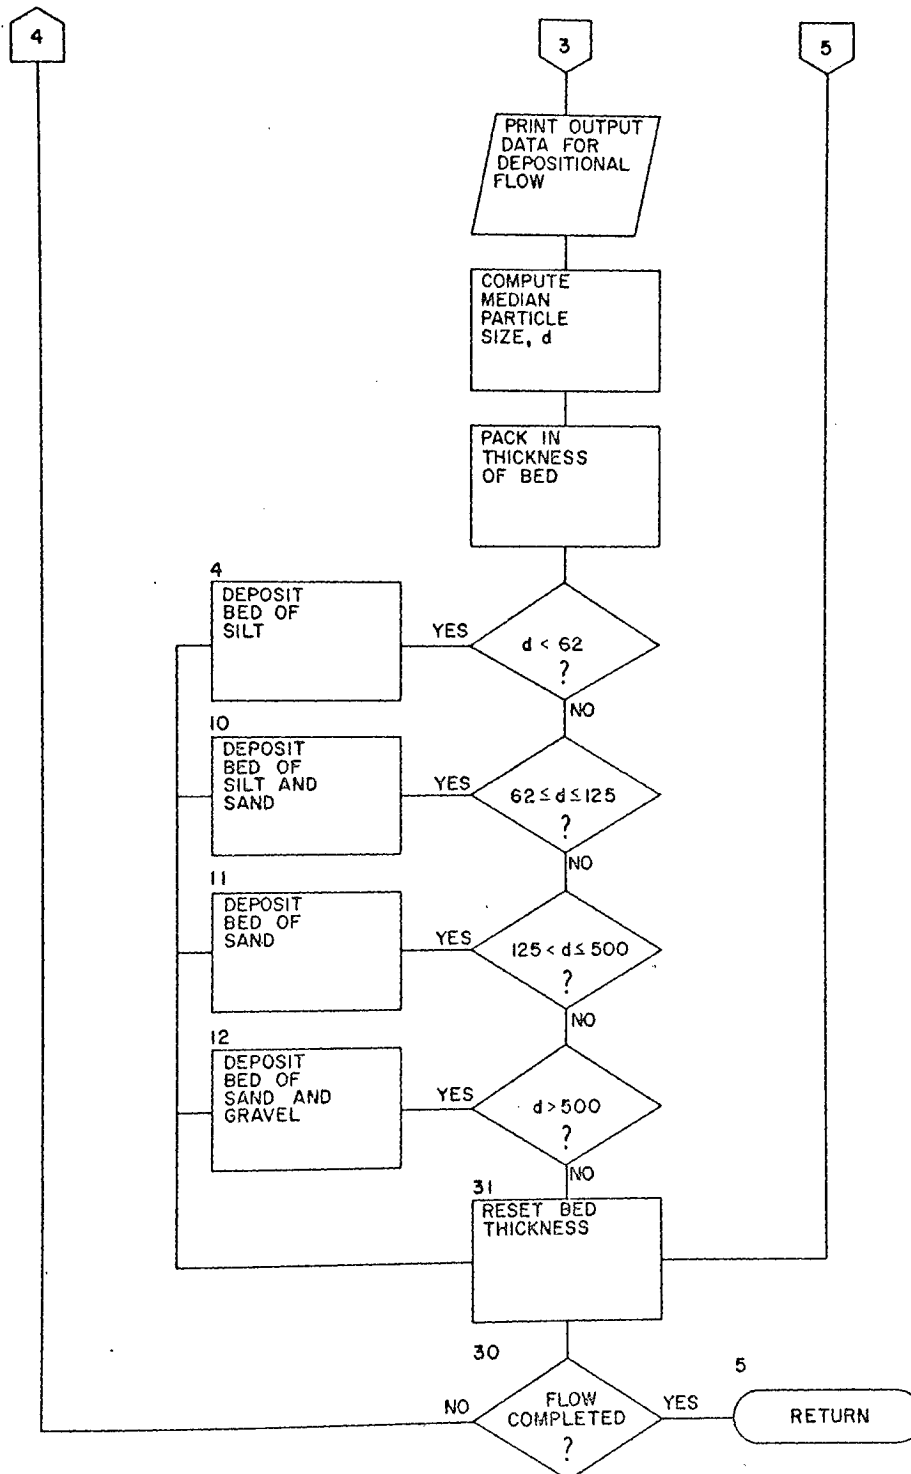 4
3
5
PRINT OUTPUT
DATA FOR
DEPOSITIONAL
FLOW
COMPUTE
MEDIAN
PARTICLE
SIZE, d
PACK IN
THICKNESS
OF BED
4
DEPOSIT
BED OF
SILT
YES
d < 62
?
NO
10
DEPOSIT
BED OF
SILT AND
SAND
YES
62 ≤ d ≤ 125
?
NO
11
DEPOSIT
BED OF
SAND
YES
125 < d ≤ 500
?
NO
12
DEPOSIT
BED OF
SAND AND
GRAVEL
YES
d > 500
?
NO
31
RESET BED
THICKNESS
30
NO
FLOW
COMPLETED
?
YES
5
RETURN